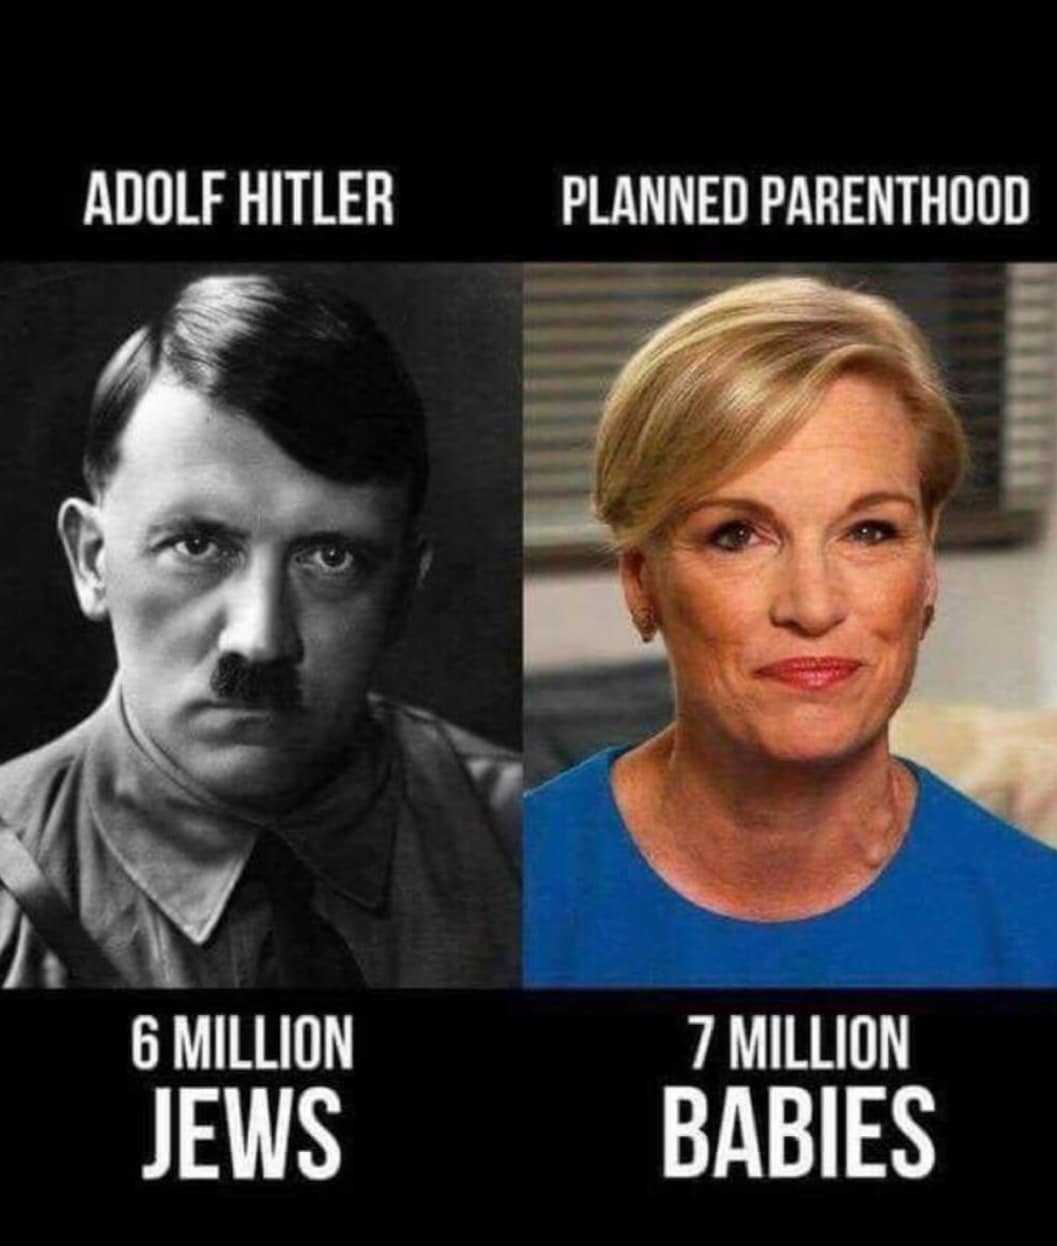 ADOLF HITLER
PLANNED PARENTHOOD
6 MILLION
JEWS
7 MILLION
BABIES